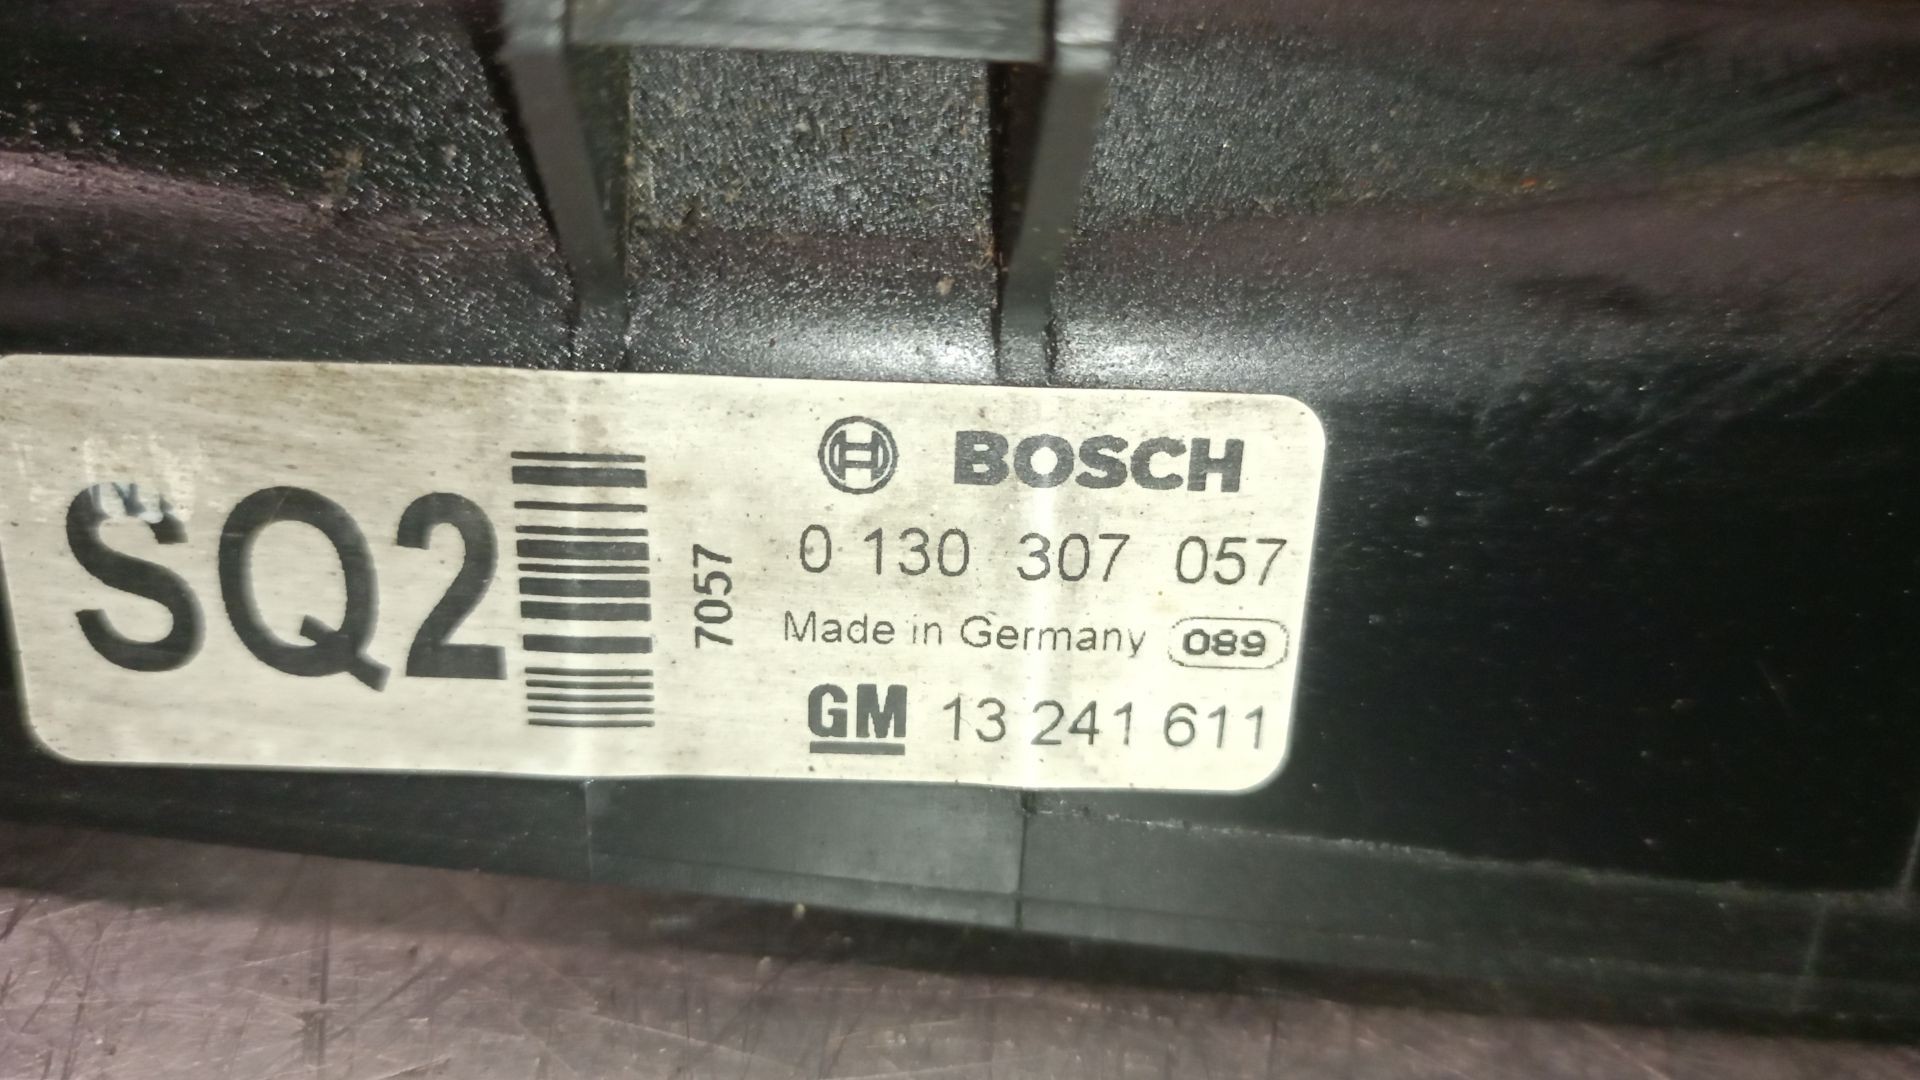 SQ2
7057
BOSCH
0 130 307 057
Made in Germany 089
GM 13 241 611